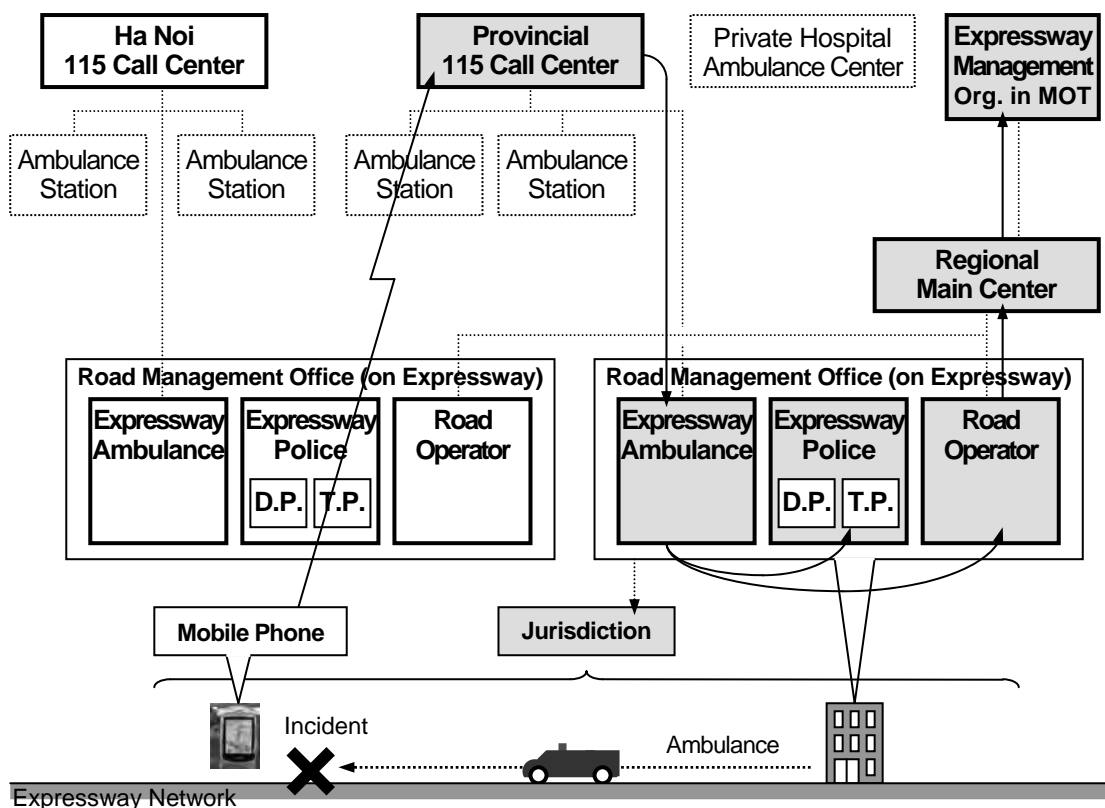 Ha Noi
115 Call Center
Provincial
115 Call Center
Private Hospital
Ambulance Center
Expressway
Management
Org. in MOT
Ambulance
Station
Ambulance
Station
Ambulance
Station
Ambulance
Station
Regional
Main Center
Road Management Office (on Expressway)
Expressway
Ambulance
Expressway
Police
D.P.
T.P.
Road
Operator
Road Management Office (on Expressway)
Expressway
Ambulance
Expressway
Police
D.P.
T.P.
Road
Operator
Mobile Phone
Jurisdiction
Incident
Ambulance
Expressway Network